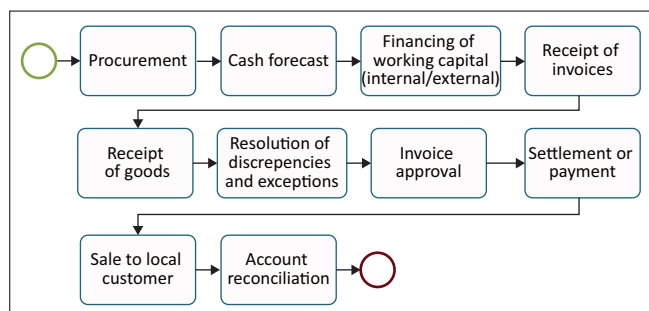 Procurement
Cash forecast
Financing of
working capital
(internal/external)
Receipt of
invoices
Receipt
of goods
Resolution of
discrepencies
and exceptions
Invoice
approval
Settlement or
payment
Sale to local
customer
Account
reconciliation